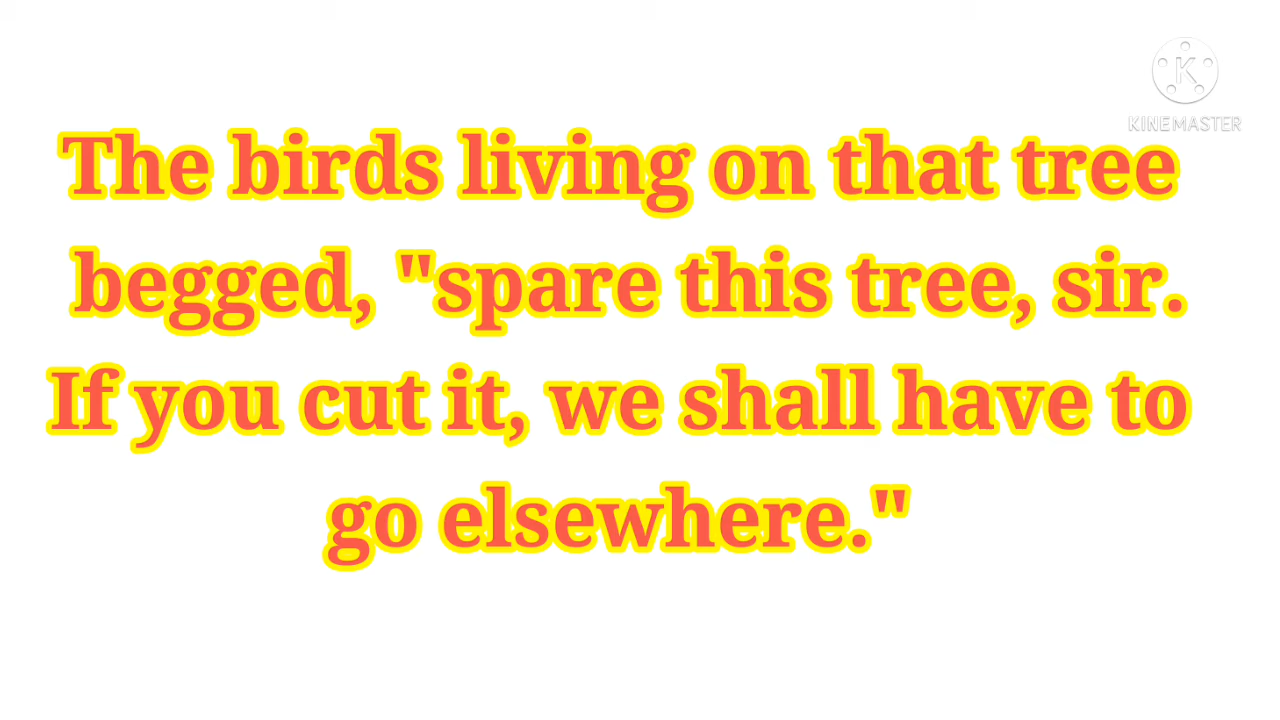 KINEMASTER
The birds living on that tree
begged, "spare this tree, sir.
If you cut it, we shall have to
go elsewhere."